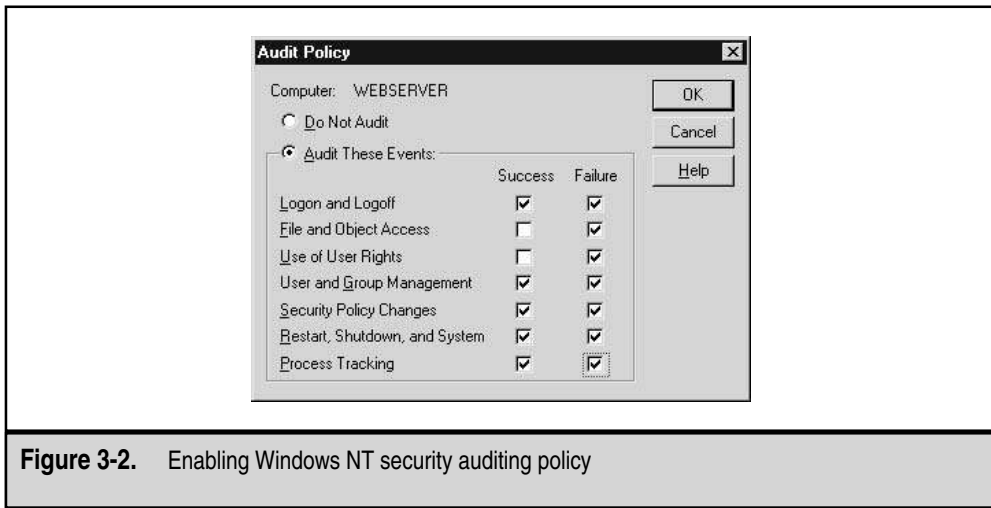 Audit Policy
Computer: WEBSERVER
Do Not Audit
Audit These Events:
Success Failure
Logon and Logoff
File and Object Access
Use of User Rights
User and Group Management
Security Policy Changes
Restart, Shutdown, and System
Process Tracking
OK
Cancel
Help
Figure 3-2. Enabling Windows NT security auditing policy